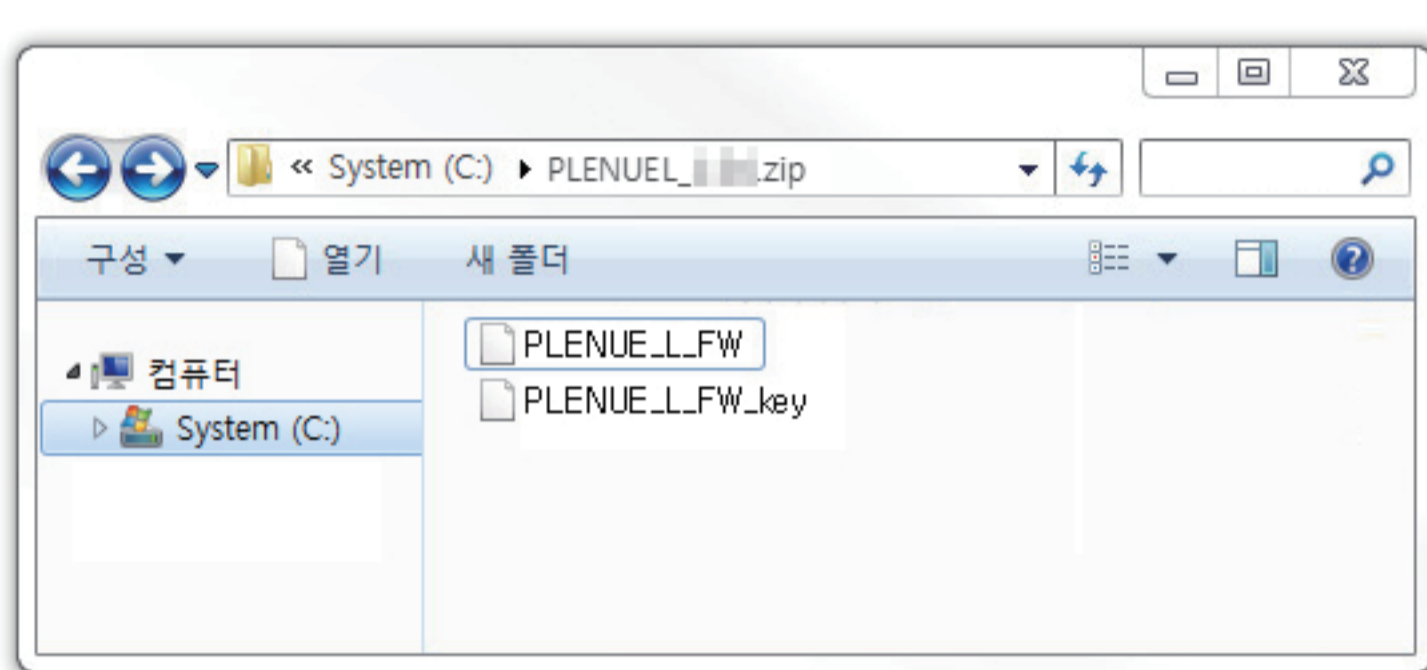 « System (C:) ▸ PLENUEL_ .zip
구성 열기 새 폴더
컴퓨터
System (C:)
PLENUE_L_FW
PLENUE_L_FW_key